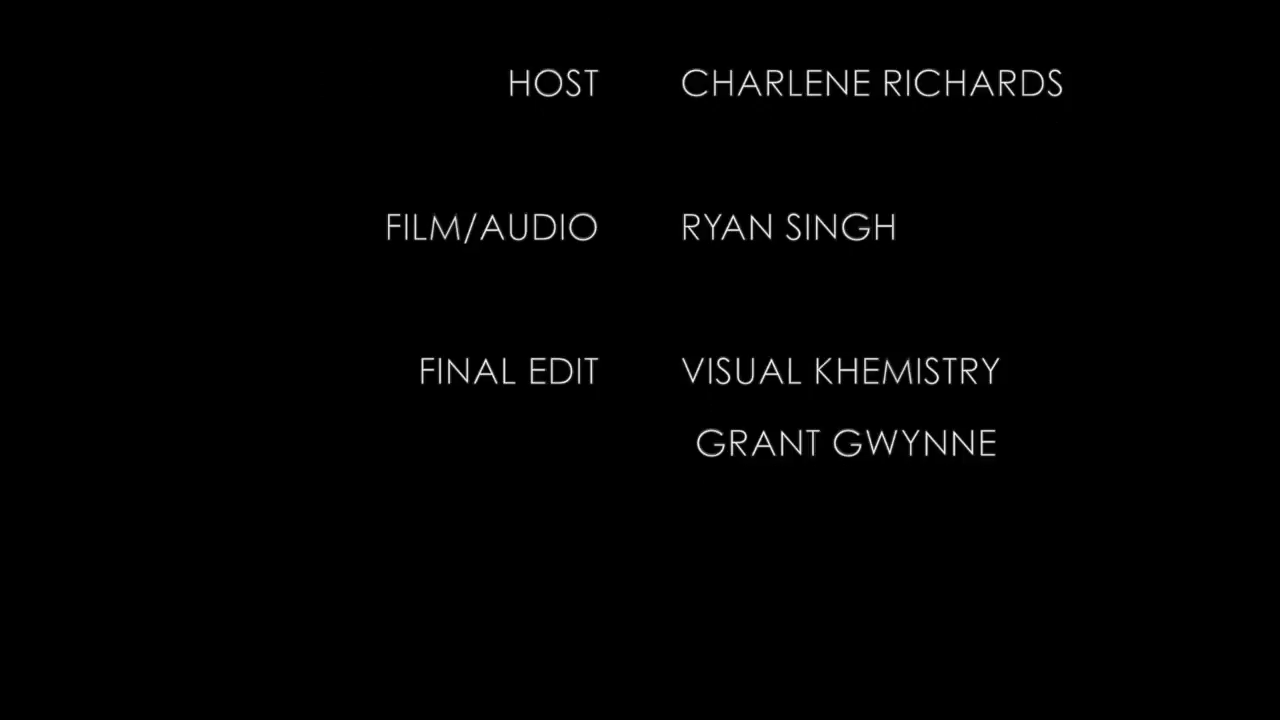 HOST CHARLENE RICHARDS
FILM/AUDIO RYAN SINGH
FINAL EDIT VISUAL KHEMISTRY
GRANT GWYNNE